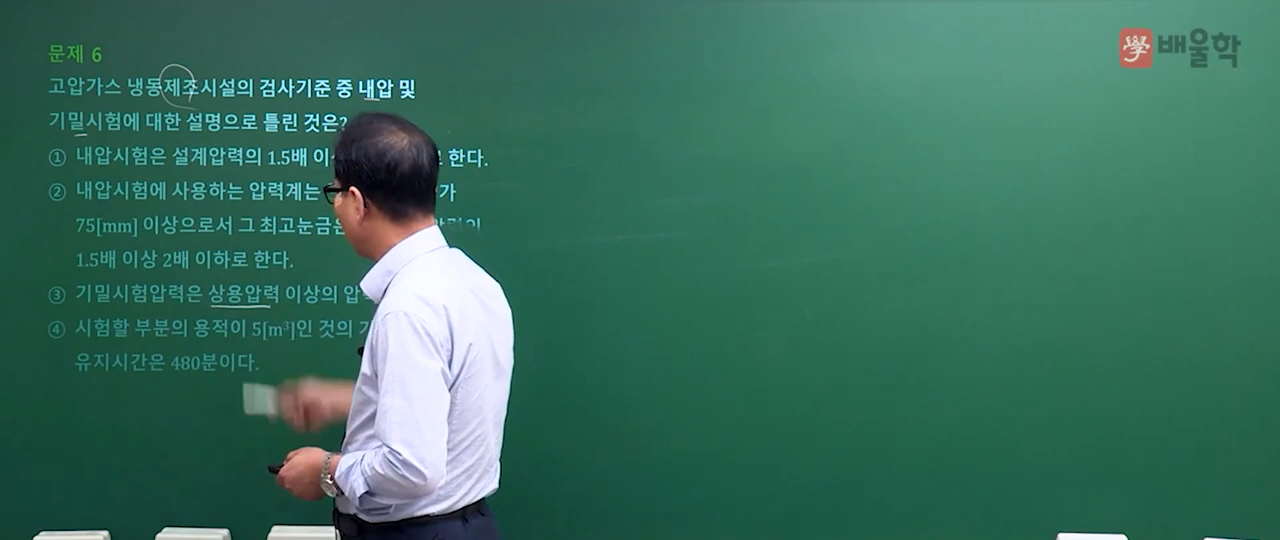 學 배울학
문제 6
고압가스 냉동제조시설의 검사기준 중 내압 및
기밀시험에 대한 설명으로 틀린 것은?
① 내압시험은 설계압력의 1.5배 한다.
② 내압시험에 사용하는 압력계는
75[mm] 이상으로서 그 최고눈금은
1.5배 이상 2배 이하로 한다.
③ 기밀시험압력은 상용압력 이상의
④ 시험할 부분의 용적이 5[m³]인 것의
유지시간은 480분이다.